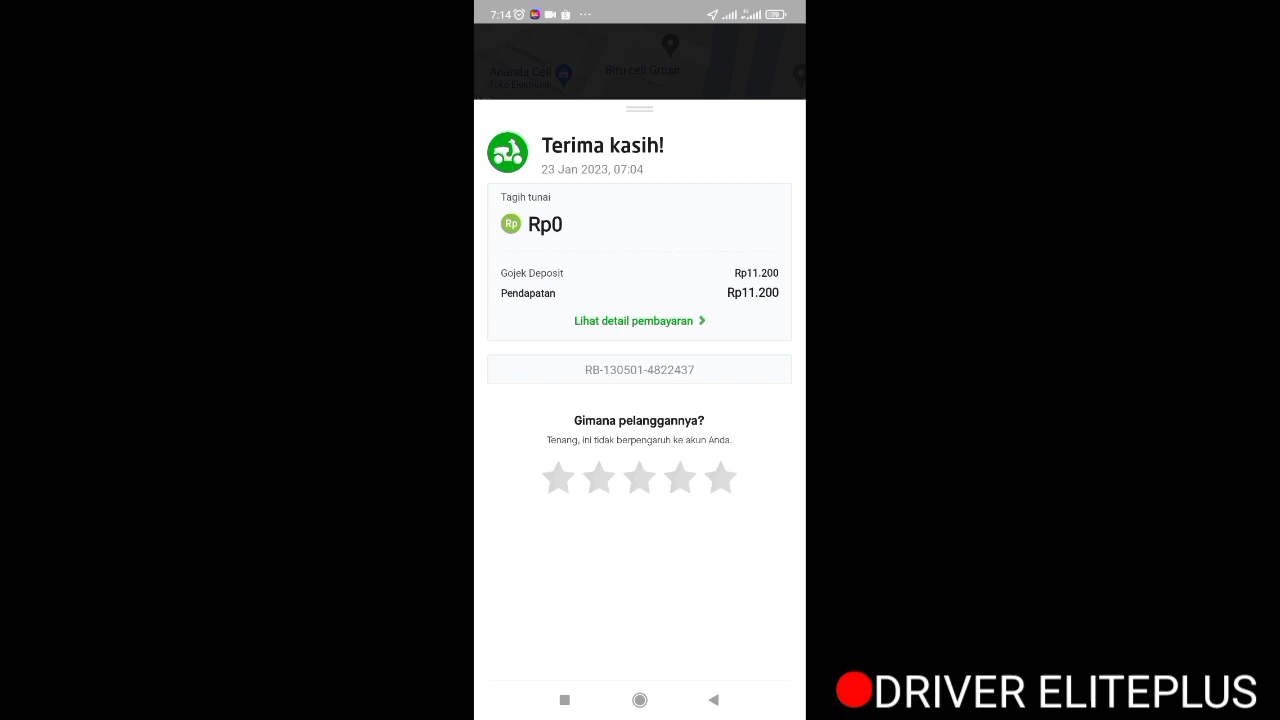 7:14
79
Ananda Cell
Toko Elektronik
Biru cell Grosir
Terima kasih!
23 Jan 2023, 07:04
Tagih tunai
Rp Rp0
Gojek Deposit Rp11.200
Pendapatan Rp11.200
Lihat detail pembayaran
RB-130501-4822437
Gimana pelanggannya?
Tenang, ini tidak berpengaruh ke akun Anda.
DRIVER ELITEPLUS